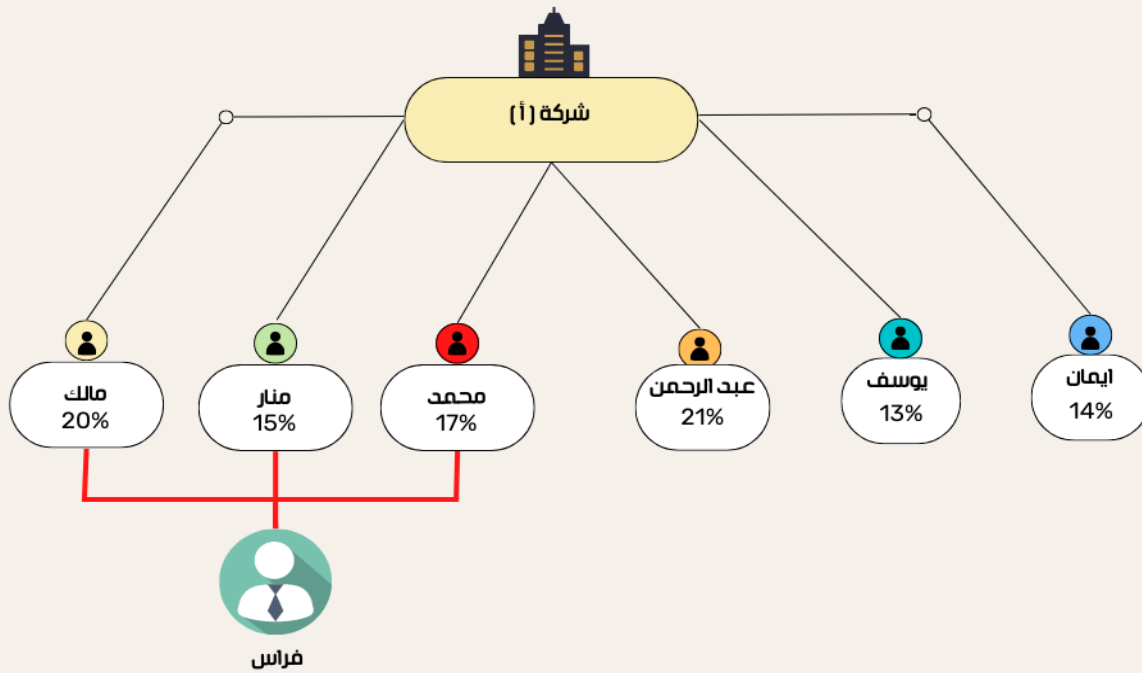 شركة (أ)
مالك
20%
منار
15%
محمد
17%
عبد الرحمن
21%
يوسف
13%
ايمان
14%
فراس